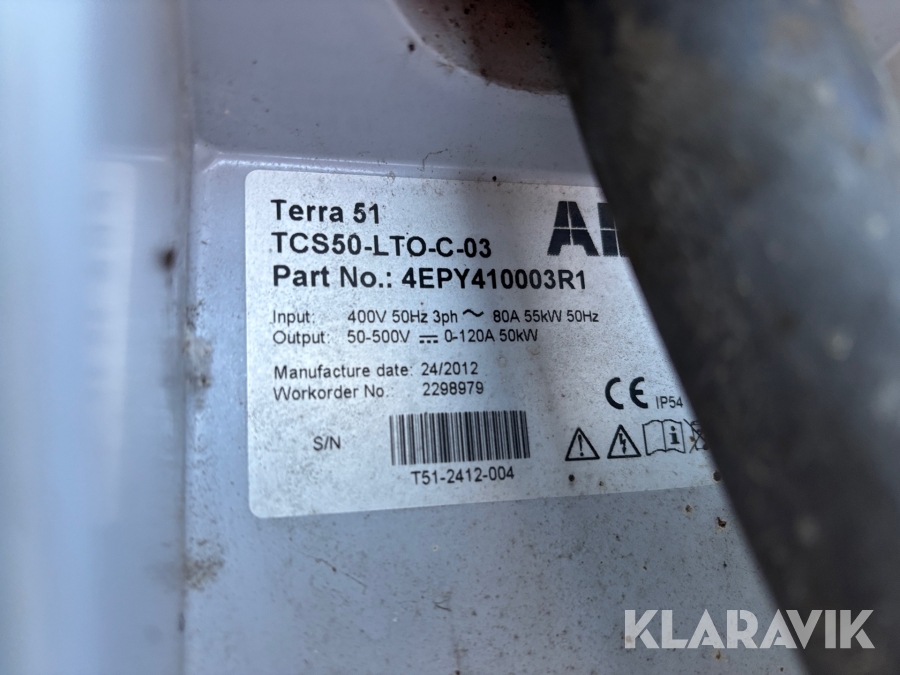 Terra 51
TCS50-LTO-C-03
Part No.: 4EPY410003R1
Input: 400V 50Hz 3ph ~ 80A 55kW 50Hz
Output: 50-500V ⎓ 0-120A 50kW
Manufacture date: 24/2012
Workorder No. 2298979
CE IP54
S/N
T51-2412-004
KLARAVIK